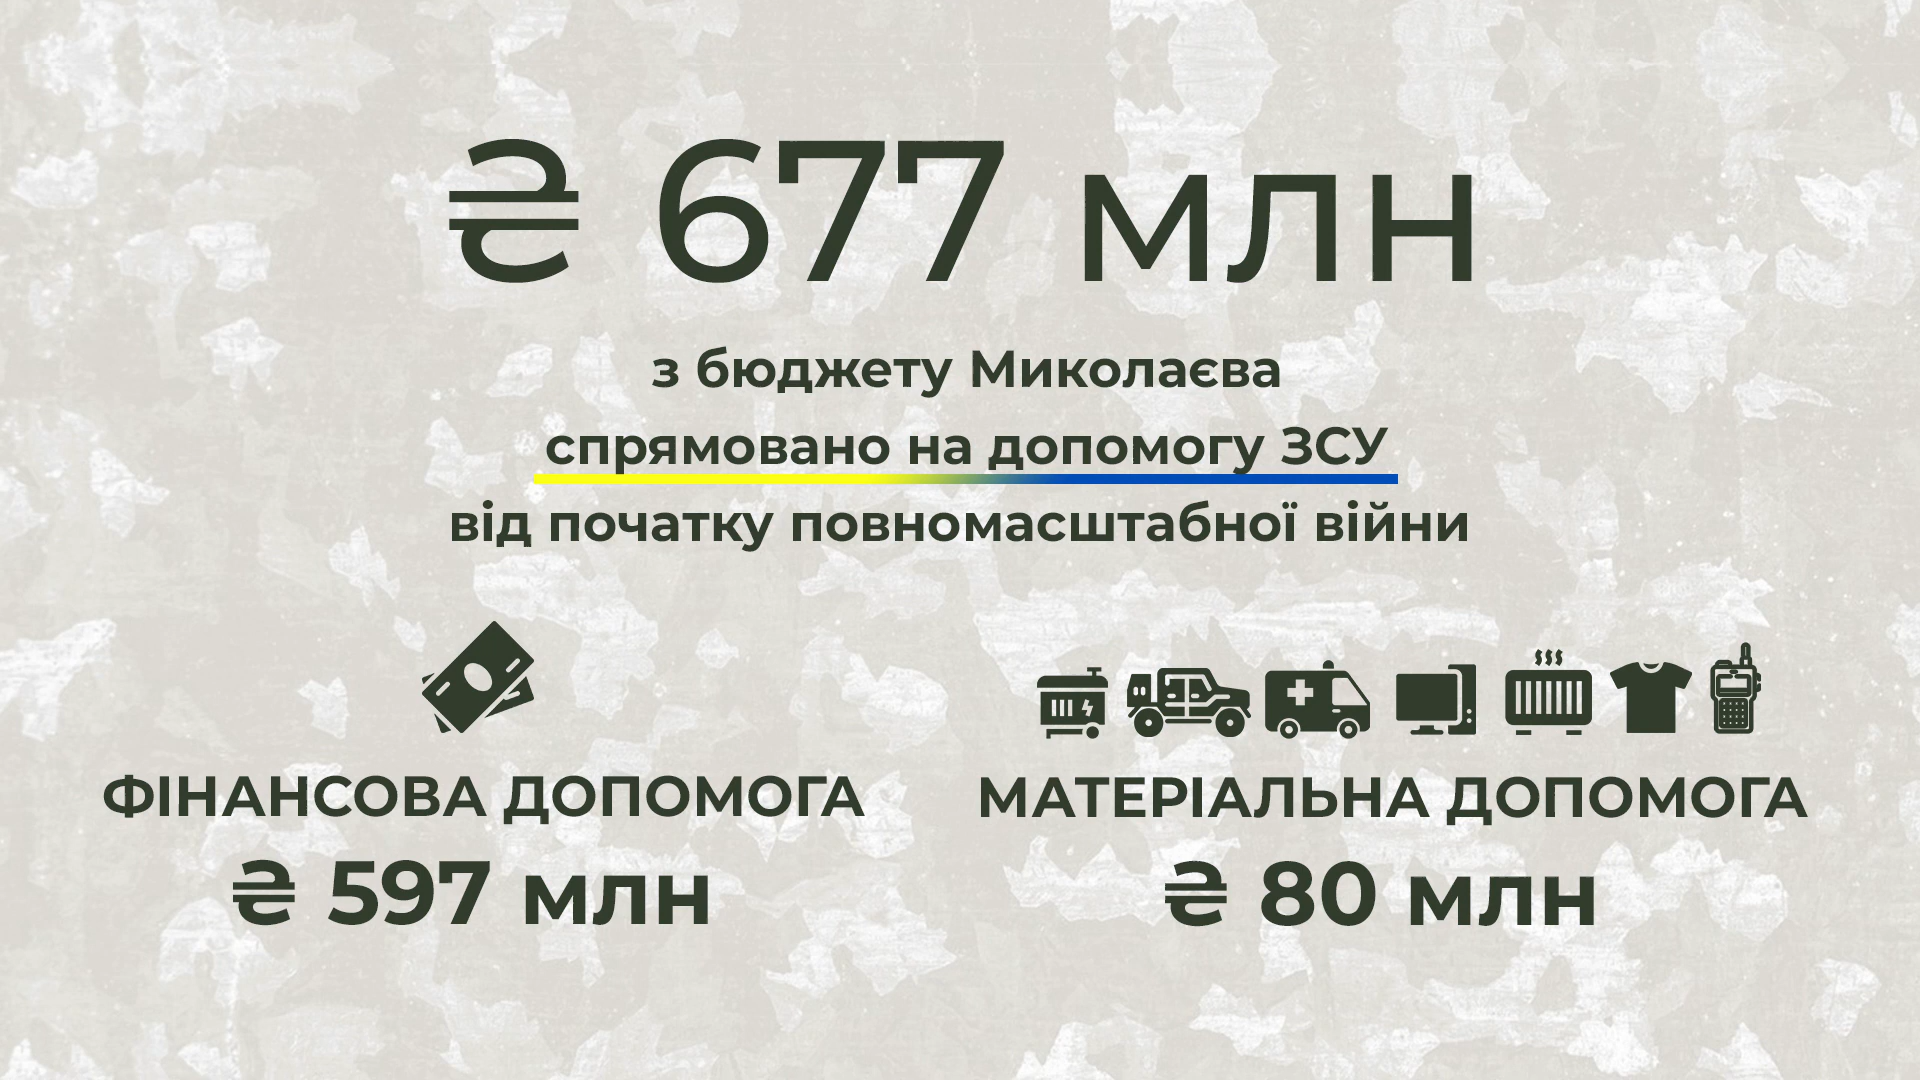 ₴ 677 млн
з бюджету Миколаєва
спрямовано на допомогу ЗСУ
від початку повномасштабної війни
ФІНАНСОВА ДОПОМОГА
₴ 597 млн
МАТЕРІАЛЬНА ДОПОМОГА
₴ 80 млн